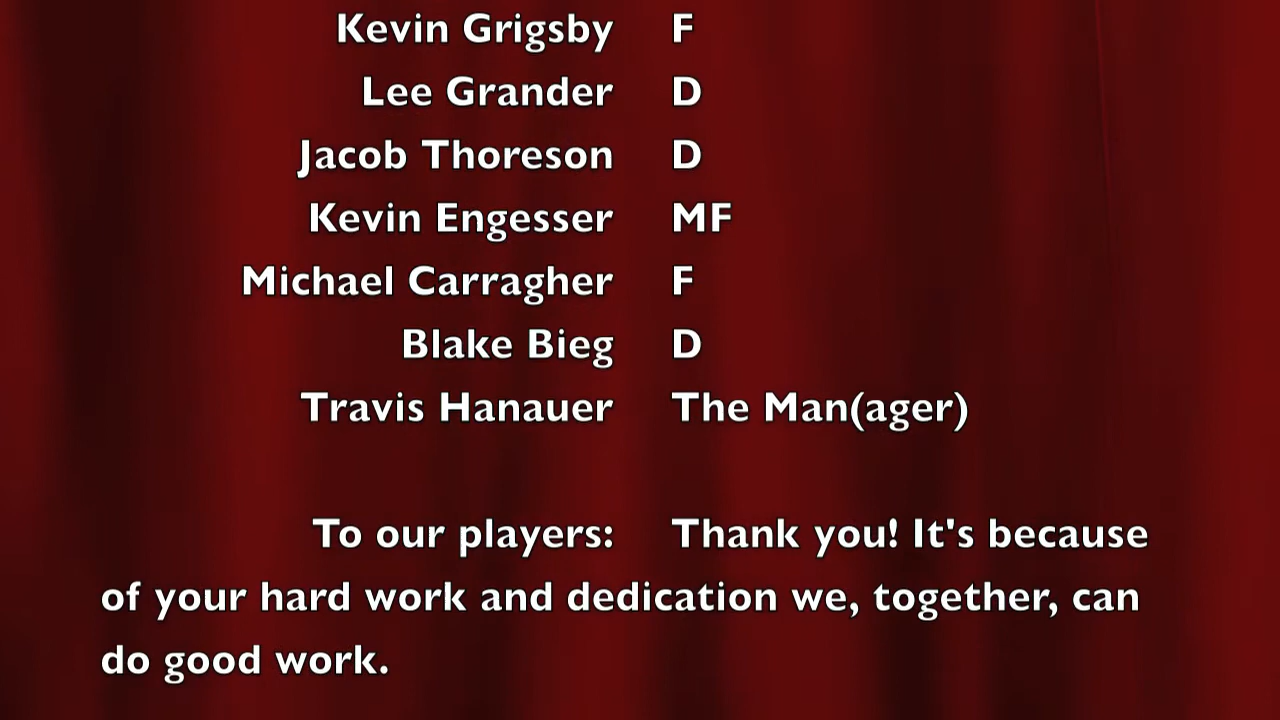 Kevin Grigsby F
Lee Grander D
Jacob Thoreson D
Kevin Engesser MF
Michael Carragher F
Blake Bieg D
Travis Hanauer The Man(ager)
To our players: Thank you! It's because
of your hard work and dedication we, together, can
do good work.